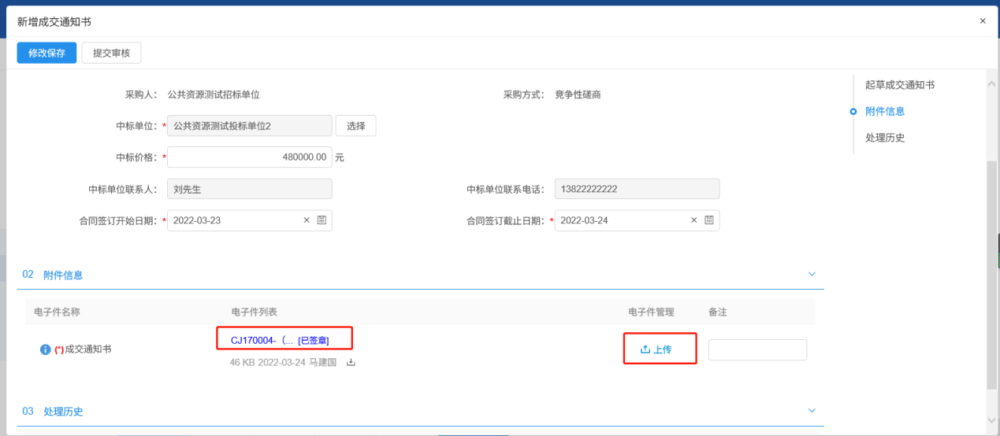 新增成交通知书
×
修改保存 提交审核
采购人： 公共资源测试招标单位 采购方式： 竞争性磋商
中标单位：* 公共资源测试投标单位2 选择
中标价格：* 480000.00 元
中标单位联系人： 刘先生 中标单位联系电话： 13822222222
合同签订开始日期：* 2022-03-23 × 合同签订截止日期：* 2022-03-24 ×
起草成交通知书
附件信息
处理历史
02 附件信息
电子件名称 电子件列表 电子件管理 备注
(*)成交通知书 CJ170004-（... [已签章] 上传
46 KB 2022-03-24 马建国
03 处理历史